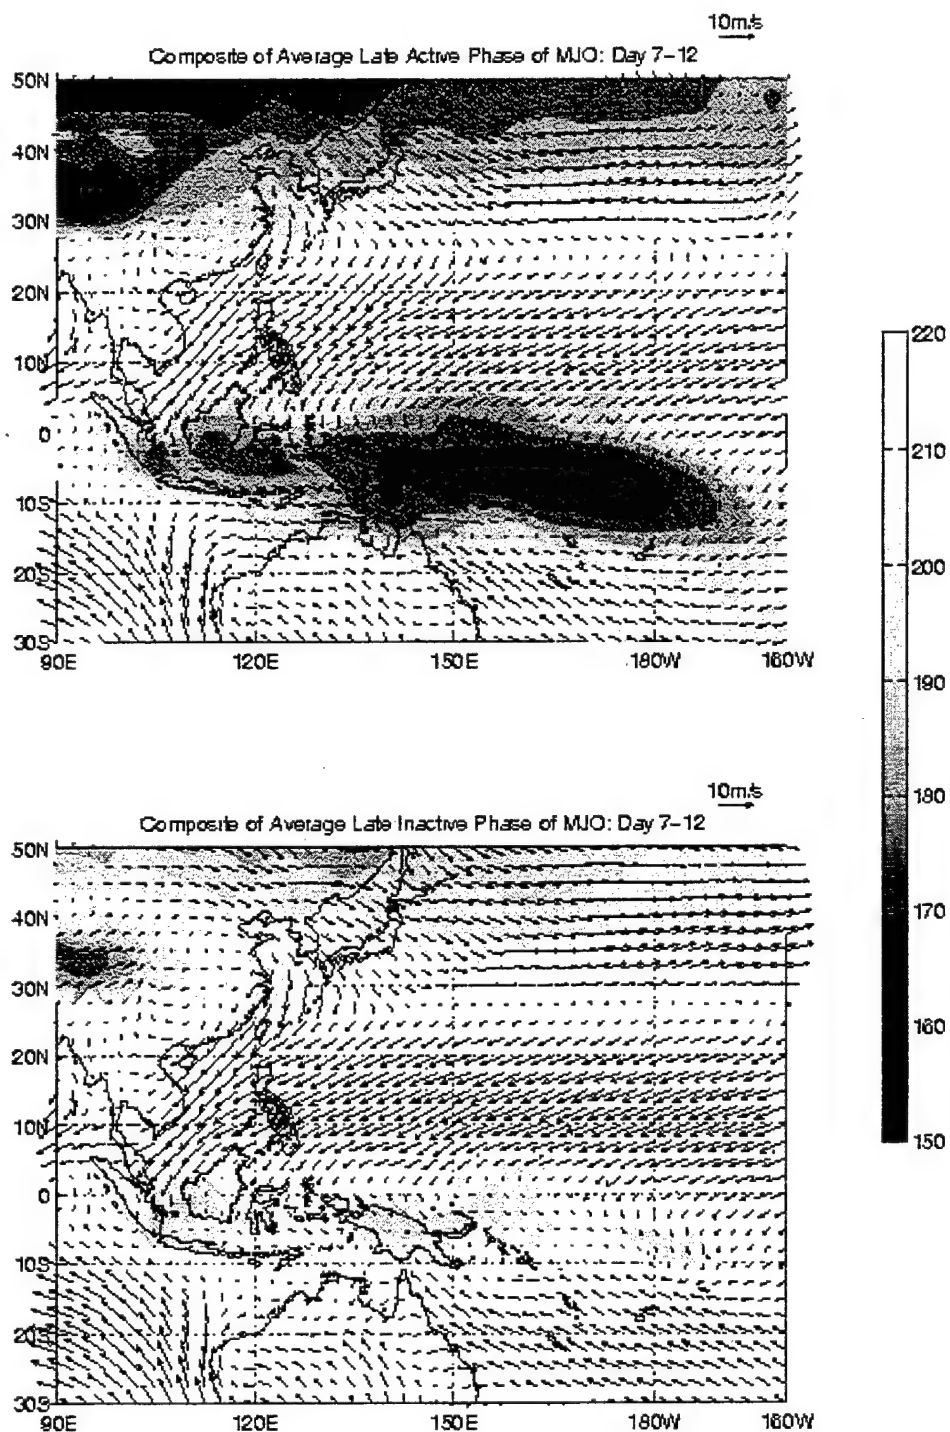 10m/s
Composite of Average Late Active Phase of MJO: Day 7-12
50N
40N
30N
20N
10N
0
10S
20S
30S
90E 120E 150E 180W 160W
220
210
200
190
180
170
160
150
10m/s
Composite of Average Late Inactive Phase of MJO: Day 7-12
50N
40N
30N
20N
10N
0
10S
20S
30S
90E 120E 150E 180W 160W